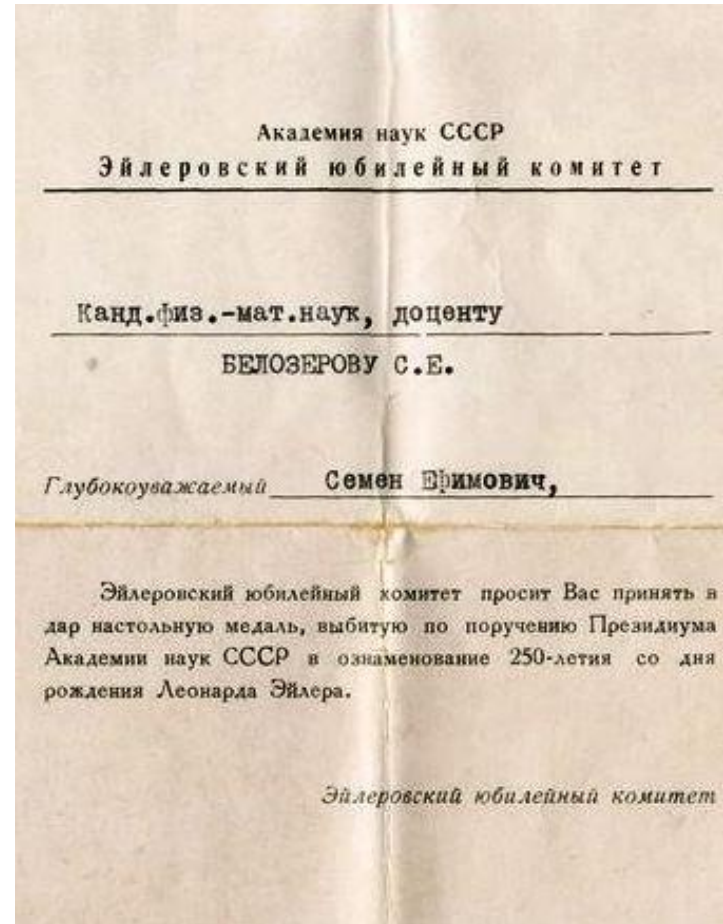 Академия наук СССР
Эйлеровский юбилейный комитет
Канд.физ.-мат.наук, доценту
БЕЛОЗЕРОВУ С.Е.
Глубокоуважаемый Семен Ефимович,
Эйлеровский юбилейный комитет просит Вас принять в
дар настольную медаль, выбитую по поручению Президиума
Академии наук СССР в ознаменование 250-летия со дня
рождения Леонарда Эйлера.
Эйлеровский юбилейный комитет